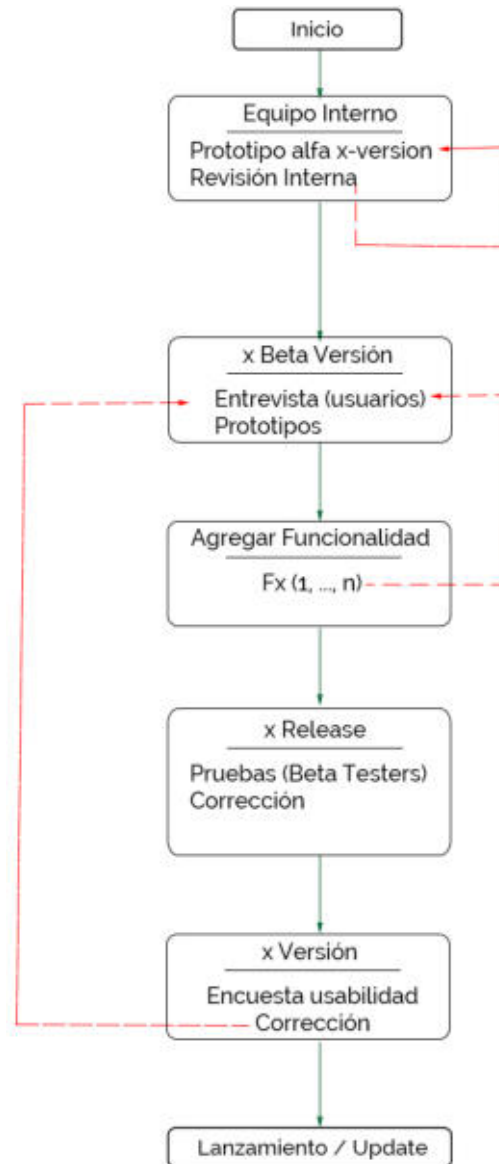 Inicio
Equipo Interno
Prototipo alfa x-version
Revisión Interna
x Beta Versión
Entrevista (usuarios)
Prototipos
Agregar Funcionalidad
Fx (1, ..., n)
x Release
Pruebas (Beta Testers)
Corrección
x Versión
Encuesta usabilidad
Corrección
Lanzamiento / Update